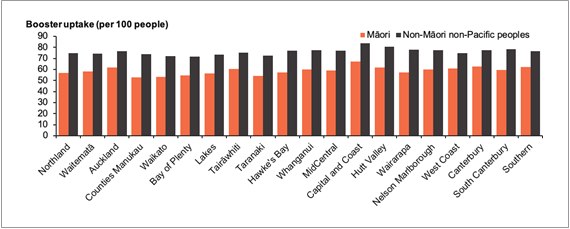 Booster uptake (per 100 people)
Māori
Non-Māori non-Pacific peoples
90
80
70
60
50
40
30
20
10
0
Northland
Waitematā
Auckland
Counties Manukau
Waikato
Bay of Plenty
Lakes
Tairāwhiti
Taranaki
Hawke's Bay
Whanganui
MidCentral
Capital and Coast
Hutt Valley
Wairarapa
Nelson Marlborough
West Coast
Canterbury
South Canterbury
Southern